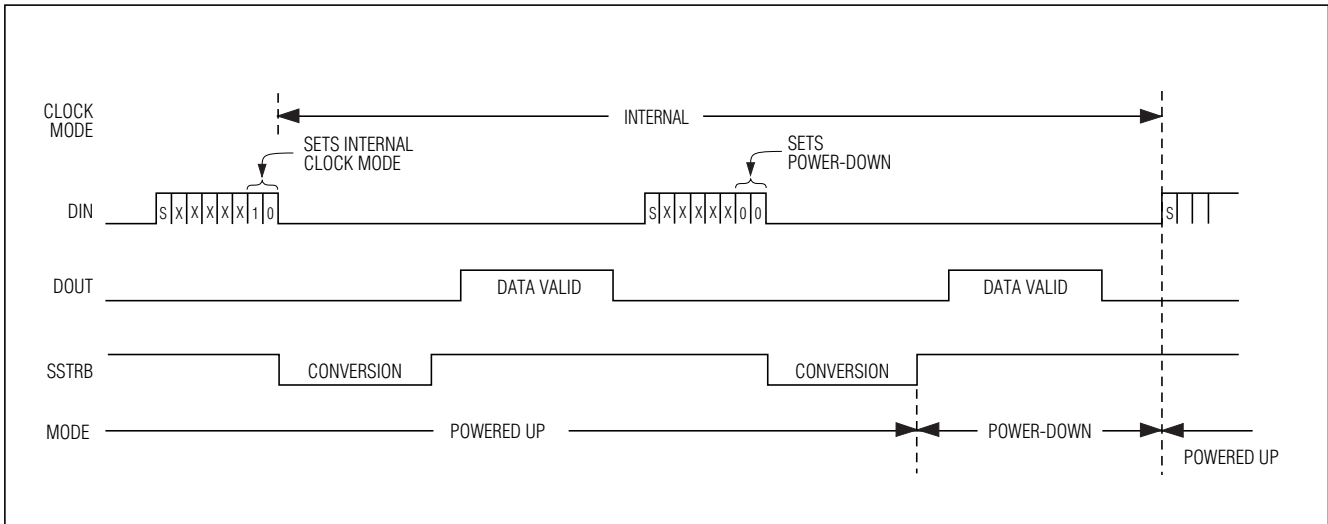 CLOCK
MODE
INTERNAL
SETS INTERNAL
CLOCK MODE
SETS
POWER-DOWN
DIN
S X X X X X 1 0
S X X X X X 0 0
S
DOUT
DATA VALID
DATA VALID
SSTRB
CONVERSION
CONVERSION
MODE
POWERED UP
POWER-DOWN
POWERED UP